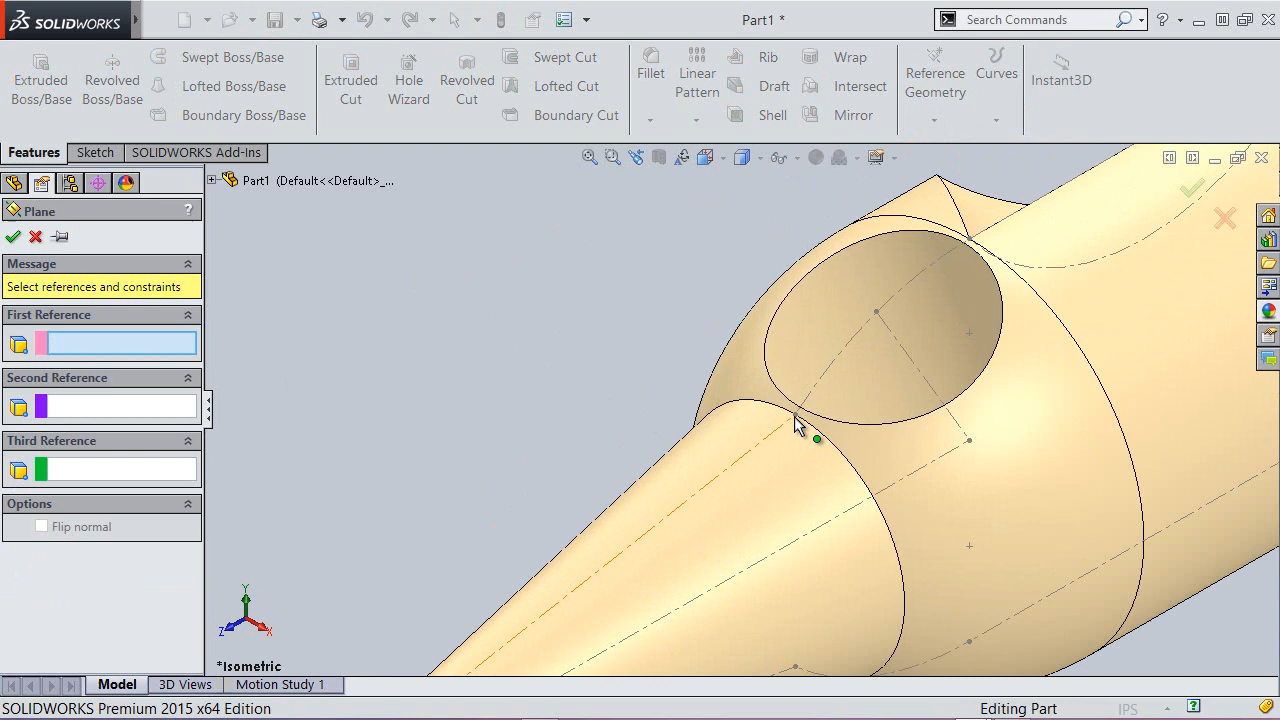 SOLIDWORKS
Part1 *
Search Commands
Extruded Boss/Base
Revolved Boss/Base
Swept Boss/Base
Lofted Boss/Base
Boundary Boss/Base
Extruded Cut
Hole Wizard
Revolved Cut
Swept Cut
Lofted Cut
Boundary Cut
Fillet
Linear Pattern
Rib
Draft
Shell
Wrap
Intersect
Mirror
Reference Geometry
Curves
Instant3D
Features
Sketch
SOLIDWORKS Add-Ins
Part1 (Default<<Default>_...
Plane
?
Message
Select references and constraints
First Reference
Second Reference
Third Reference
Options
Flip normal
Y
Z
X
*Isometric
Model
3D Views
Motion Study 1
SOLIDWORKS Premium 2015 x64 Edition
Editing Part
IPS